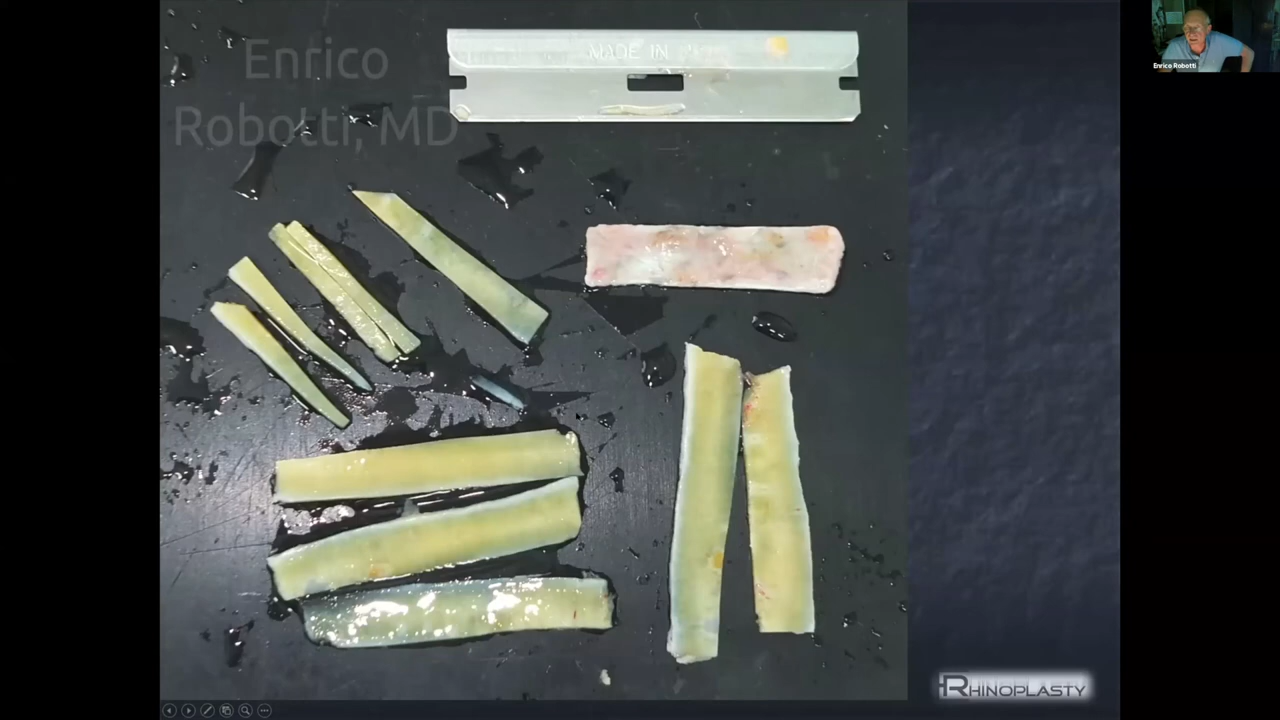 Enrico
Robotti, MD
MADE IN
Enrico Robotti
RHINOPLASTY